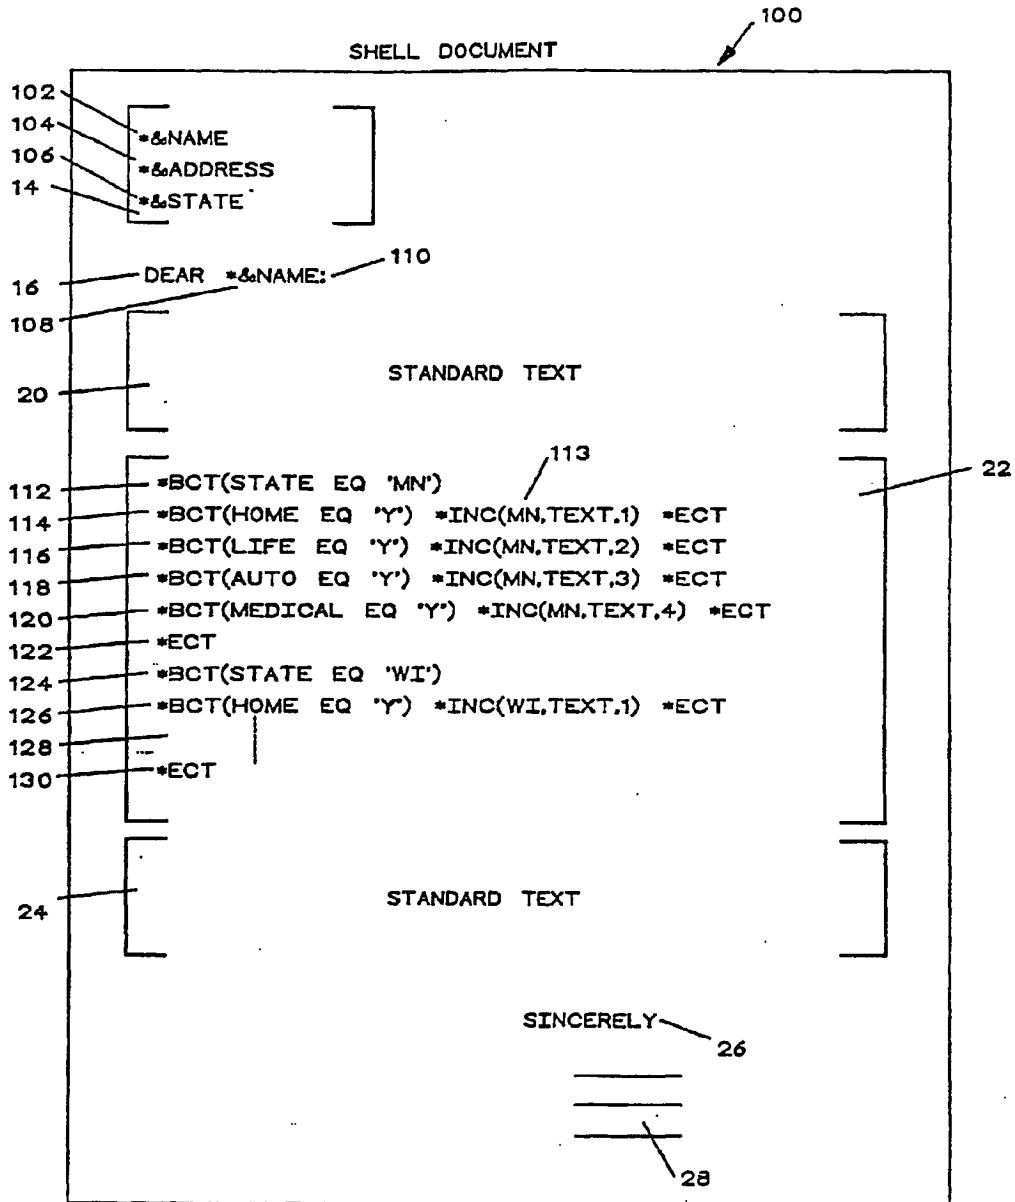 100
SHELL DOCUMENT
102
104
106
14
*&NAME
*&ADDRESS
*&STATE
16
DEAR *&NAME:
110
108
20
STANDARD TEXT
113
22
112 *BCT(STATE EQ 'MN')
114 *BCT(HOME EQ 'Y') *INC(MN,TEXT,1) *ECT
116 *BCT(LIFE EQ 'Y') *INC(MN,TEXT,2) *ECT
118 *BCT(AUTO EQ 'Y') *INC(MN,TEXT,3) *ECT
120 *BCT(MEDICAL EQ 'Y') *INC(MN,TEXT,4) *ECT
122 *ECT
124 *BCT(STATE EQ 'WI')
126 *BCT(HOME EQ 'Y') *INC(WI,TEXT,1) *ECT
128
130 *ECT
24
STANDARD TEXT
SINCERELY
26
28